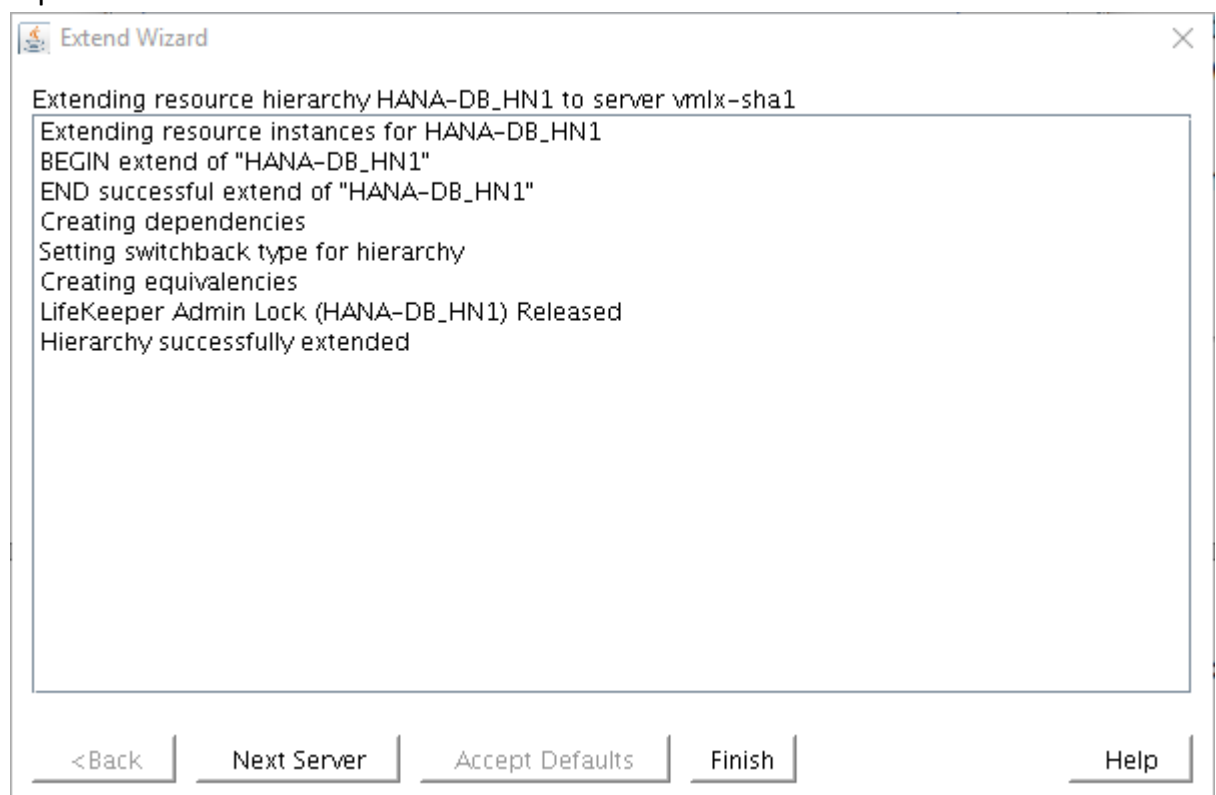 Extend Wizard
Extending resource hierarchy HANA-DB_HN1 to server vmlx-sha1
Extending resource instances for HANA-DB_HN1
BEGIN extend of "HANA-DB_HN1"
END successful extend of "HANA-DB_HN1"
Creating dependencies
Setting switchback type for hierarchy
Creating equivalencies
LifeKeeper Admin Lock (HANA-DB_HN1) Released
Hierarchy successfully extended
<Back Next Server Accept Defaults Finish Help